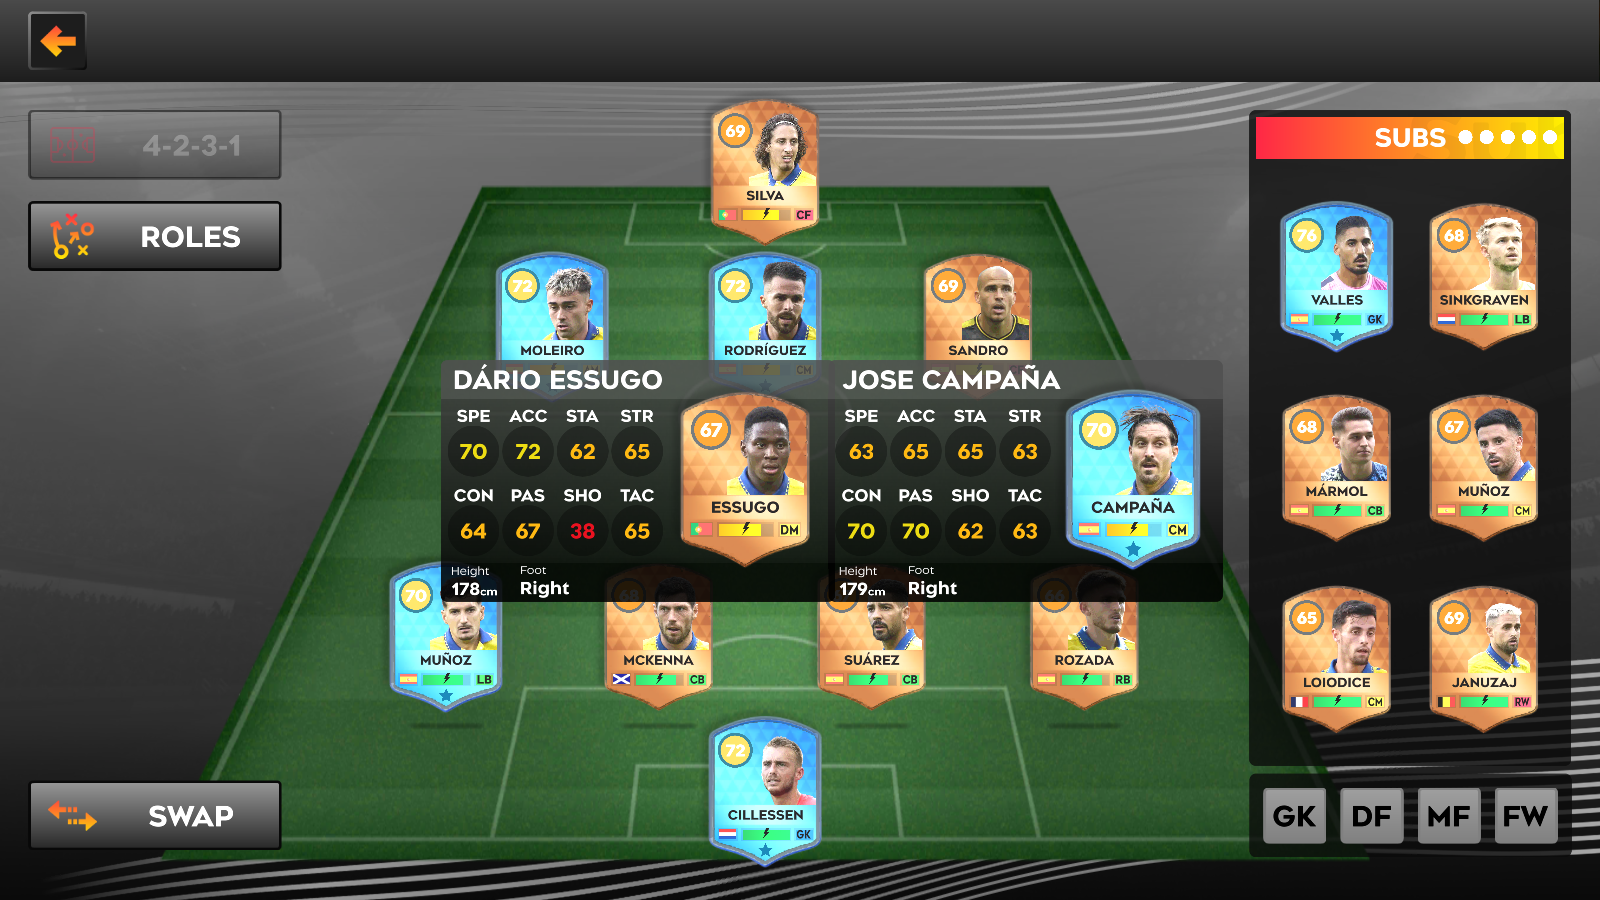 4-2-3-1
ROLES
SWAP
69
SILVA
CF
72
MOLEIRO
72
RODRÍGUEZ
CM
69
SANDRO
DÁRIO ESSUGO
SPE ACC STA STR
70 72 62 65
CON PAS SHO TAC
64 67 38 65
Height Foot
178cm Right
67
ESSUGO
DM
JOSE CAMPAÑA
SPE ACC STA STR
63 65 65 63
CON PAS SHO TAC
70 70 62 63
Height Foot
179cm Right
70
CAMPAÑA
CM
70
MUÑOZ
LB
68
MCKENNA
CB
SUÁREZ
CB
66
ROZADA
RB
72
CILLESSEN
GK
SUBS
76
VALLES
GK
68
SINKGRAVEN
LB
68
MÁRMOL
CB
67
MUÑOZ
CM
65
LOIODICE
CM
69
JANUZAJ
RW
GK DF MF FW